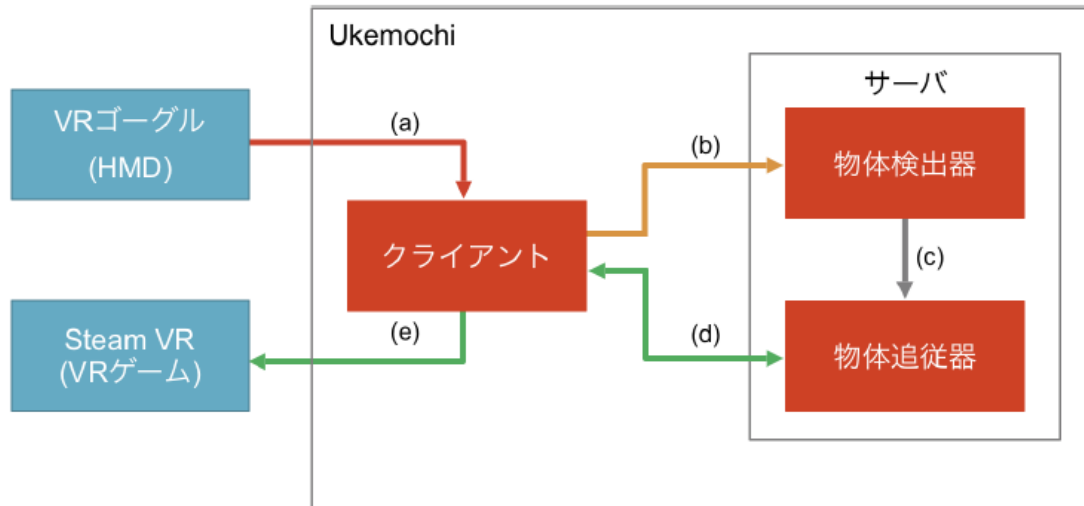 Ukemochi
サーバ
VRゴーグル
(HMD)
(a)
(b)
物体検出器
クライアント
(c)
Steam VR
(VRゲーム)
(e)
(d)
物体追従器